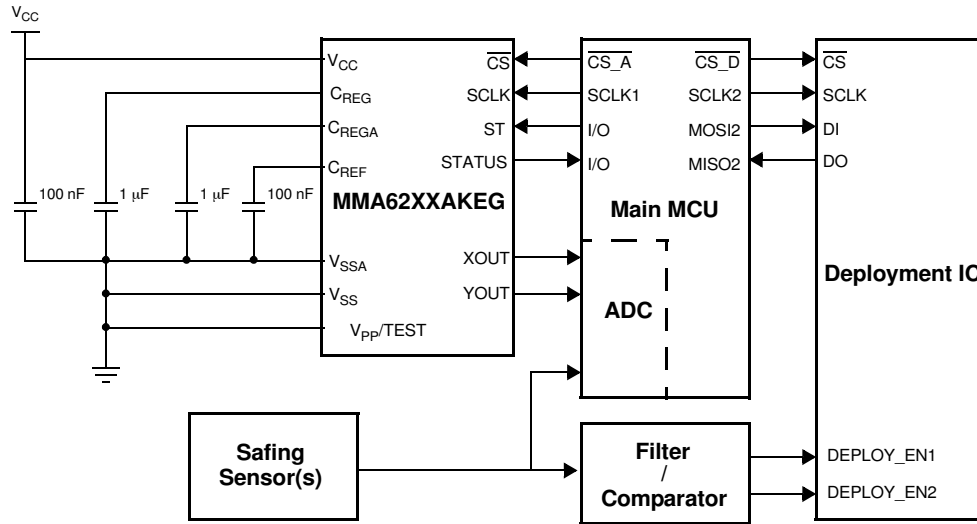 VCC
VCC
CREG
CREGA
CREF
100 nF
1 μF
1 μF
100 nF
VSSA
VSS
VPP/TEST
CS
SCLK
ST
STATUS
MMA62XXAKEG
XOUT
YOUT
CS_A
SCLK1
I/O
I/O
CS_D
SCLK2
MOSI2
MISO2
Main MCU
ADC
CS
SCLK
DI
DO
Deployment IC
DEPLOY_EN1
DEPLOY_EN2
Safing
Sensor(s)
Filter
/
Comparator